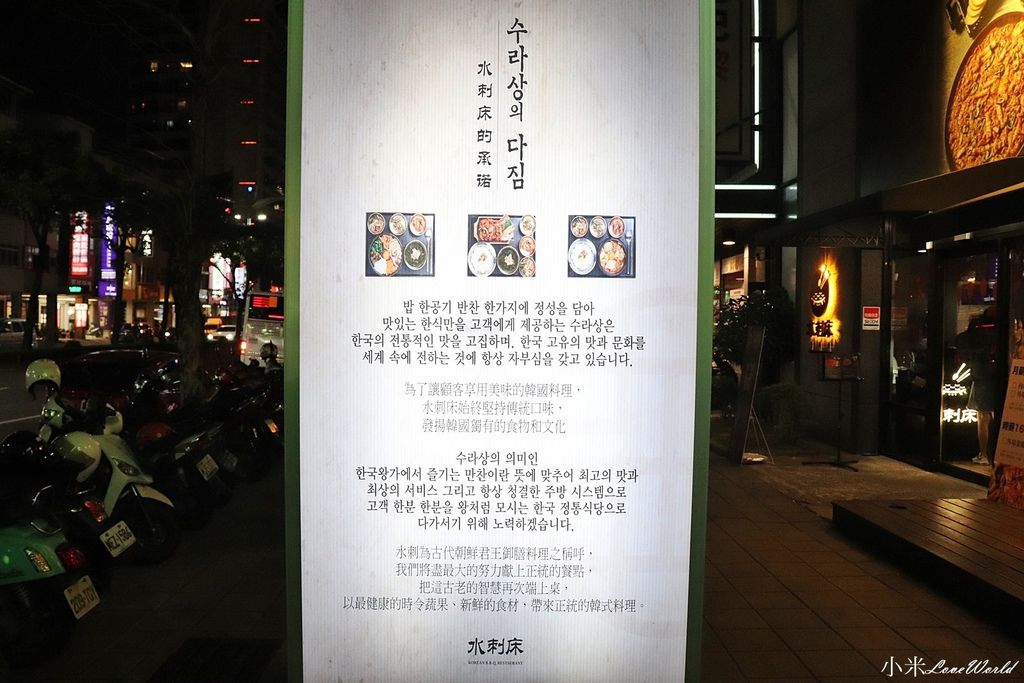 수라상의 다짐
水刺床的承诺
밥 한공기 반찬 한가지에 정성을 담아
맛있는 한식만을 고객에게 제공하는 수라상은
한국의 전통적인 맛을 고집하며, 한국 고유의 맛과 문화를
세계 속에 전하는 것에 항상 자부심을 갖고 있습니다.
為了讓顧客享用美味的韓國料理，
水刺床始終堅持傳統口味，
發揚韓國獨有的食物和文化
수라상의 의미인
한국왕가에서 즐기는 만찬이란 뜻에 맞추어 최고의 맛과
최상의 서비스 그리고 항상 청결한 주방 시스템으로
고객 한분 한분을 왕처럼 모시는 한국 정통식당으로
다가서기 위해 노력하겠습니다.
水刺為古代朝鮮君王御膳料理之稱呼，
我們將盡最大的努力獻上正統的餐點，
把這古老的智慧再次端上桌，
以最健康的時令蔬果、新鮮的食材，帶來正統的韓式料理。
水刺床
KOREAN B.B.Q RESTAURANT
刺床
小米LoveWorld